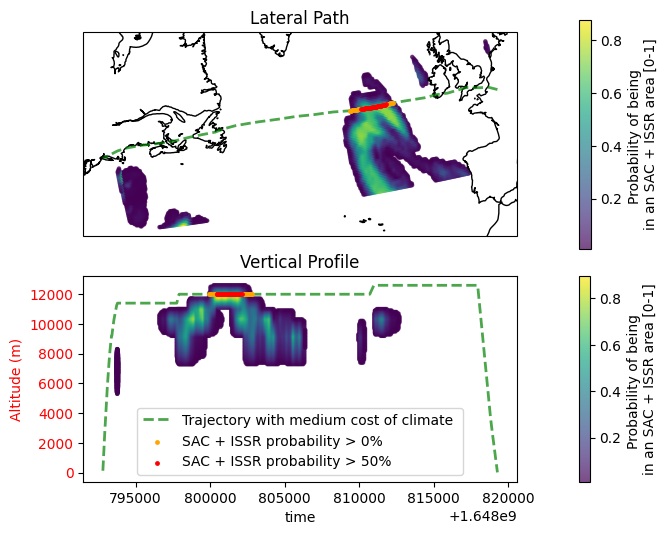 Lateral Path
0.8
0.6
0.4
0.2
Probability of being
in an SAC + ISSR area [0-1]
Vertical Profile
12000
10000
8000
6000
4000
2000
0
Altitude (m)
Trajectory with medium cost of climate
SAC + ISSR probability > 0%
SAC + ISSR probability > 50%
795000 800000 805000 810000 815000 820000
time
+1.648e9
0.8
0.6
0.4
0.2
Probability of being
in an SAC + ISSR area [0-1]